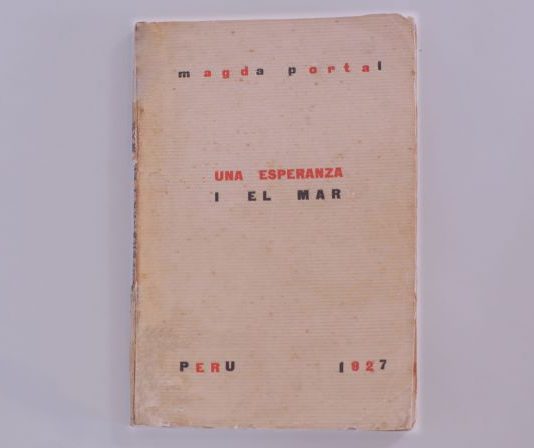 magda portal
UNA ESPERANZA
I EL MAR
PERU 1927